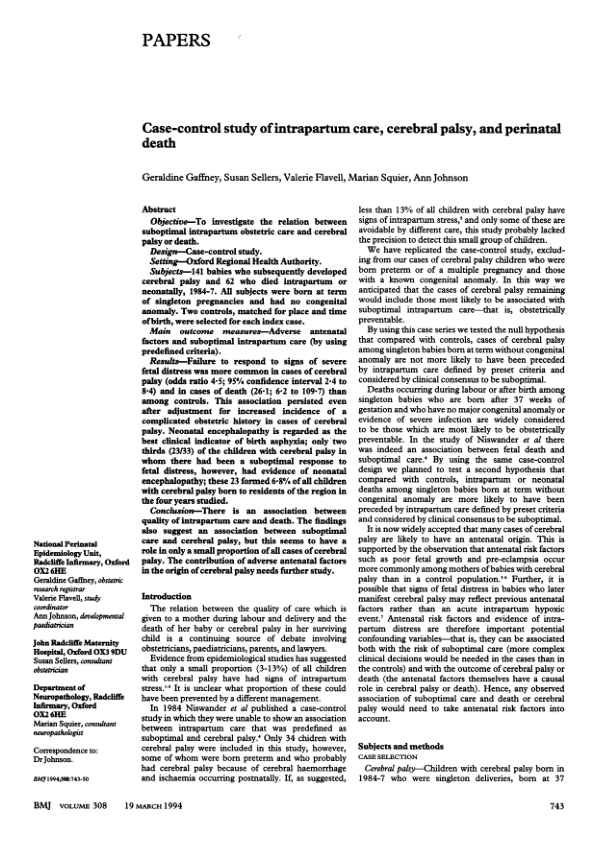 PAPERS
Case-control study of intrapartum care, cerebral palsy, and perinatal
death
Geraldine Gaffney, Susan Sellers, Valerie Flavell, Marian Squier, Ann Johnson
Abstract
Objective—To investigate the relation between
suboptimal intrapartum obstetric care and cerebral
palsy or death.
Design—Case-control study.
Setting—Oxford Regional Health Authority.
Subjects—141 babies who subsequently developed
cerebral palsy and 62 who died intrapartum or
neonatally, 1984-7. All subjects were born at term
of singleton pregnancies and had no congenital
anomaly. Two controls, matched for place and time
of birth, were selected for each index case.
Main outcome measures—Adverse antenatal
factors and suboptimal intrapartum care (by using
predefined criteria).
Results—Failure to respond to signs of severe
fetal distress was more common in cases of cerebral
palsy (odds ratio 4·5; 95% confidence interval 2·4 to
8·4) and in cases of death (26·1; 6·2 to 109·7) than
among controls. This association persisted even
after adjustment for increased incidence of a
complicated obstetric history in cases of cerebral
palsy. Neonatal encephalopathy is regarded as the
best clinical indicator of birth asphyxia; only two
thirds (23/33) of the children with cerebral palsy in
whom there had been a suboptimal response to
fetal distress, however, had evidence of neonatal
encephalopathy; these 23 formed 6·8% of all children
with cerebral palsy born to residents of the region in
the four years studied.
Conclusion—There is an association between
quality of intrapartum care and death. The findings
also suggest an association between suboptimal
care and cerebral palsy, but this seems to have a
role in only a small proportion of all cases of cerebral
palsy. The contribution of adverse antenatal factors
in the origin of cerebral palsy needs further study.
Introduction
The relation between the quality of care which is
given to a mother during labour and delivery and the
death of her baby or cerebral palsy in her surviving
child is a continuing source of debate involving
obstetricians, paediatricians, parents, and lawyers.
Evidence from epidemiological studies has suggested
that only a small proportion (3-13%) of all children
with cerebral palsy have had signs of intrapartum
stress. It is unclear what proportion of these could
have been prevented by a different management.
In 1984 Niswander et al published a case-control
study in which they were unable to show an association
between intrapartum care that was predefined as
suboptimal and cerebral palsy.⁴ Only 34 chidren with
cerebral palsy were included in this study, however,
some of whom were born preterm and who probably
had cerebral palsy because of cerebral haemorrhage
and ischaemia occurring postnatally. If, as suggested,
less than 13% of all children with cerebral palsy have
signs of intrapartum stress,⁵ and only some of these are
avoidable by different care, this study probably lacked
the precision to detect this small group of children.
We have replicated the case-control study, exclud-
ing from our cases of cerebral palsy children who were
born preterm or of a multiple pregnancy and those
with a known congenital anomaly. In this way we
anticipated that the cases of cerebral palsy remaining
would include those most likely to be associated with
suboptimal intrapartum care—that is, obstetrically
preventable.
By using this case series we tested the null hypothesis
that compared with controls, cases of cerebral palsy
among singleton babies born at term without congenital
anomaly are not more likely to have been preceded
by intrapartum care defined by preset criteria and
considered by clinical consensus to be suboptimal.
Deaths occurring during labour or after birth among
singleton babies who are born after 37 weeks of
gestation and who have no major congenital anomaly or
evidence of severe infection are widely considered
to be those which are most likely to be obstetrically
preventable. In the study of Niswander et al there
was indeed an association between fetal death and
suboptimal care.⁴ By using the same case-control
design we planned to test a second hypothesis that
compared with controls, intrapartum or neonatal
deaths among singleton babies born at term without
congenital anomaly are more likely to have been
preceded by intrapartum care defined by preset criteria
and considered by clinical consensus to be suboptimal.
It is now widely accepted that many cases of cerebral
palsy are likely to have an antenatal origin. This is
supported by the observation that antenatal risk factors
such as poor fetal growth and pre-eclampsia occur
more commonly among mothers of babies with cerebral
palsy than in a control population. Further, it is
possible that signs of fetal distress in babies who later
manifest cerebral palsy may reflect previous antenatal
factors rather than an acute intrapartum hypoxic
event.⁷ Antenatal risk factors and evidence of intra-
partum distress are therefore important potential
confounding variables—that is, they can be associated
both with the risk of suboptimal care (more complex
clinical decisions would be needed in the cases than in
the controls) and with the outcome of cerebral palsy or
death (the antenatal factors themselves have a causal
role in cerebral palsy or death). Hence, any observed
association of suboptimal care and death or cerebral
palsy would need to take antenatal risk factors into
account.
Subjects and methods
CASE SELECTION
Cerebral palsy—Children with cerebral palsy born in
1984-7 who were singleton deliveries, born at 37
National Perinatal
Epidemiology Unit,
Radcliffe Infirmary, Oxford
OX2 6HE
Geraldine Gaffney, obstetric
research registrar
Valerie Flavell, study
coordinator
Ann Johnson, developmental
paediatrician
John Radcliffe Maternity
Hospital, Oxford OX3 9DU
Susan Sellers, consultant
obstetrician
Department of
Neuropathology, Radcliffe
Infirmary, Oxford
OX2 6HE
Marian Squier, consultant
neuropathologist
Correspondence to:
Dr Johnson.
BMJ 1994;308:743-50
BMJ VOLUME 308 19 MARCH 1994 743